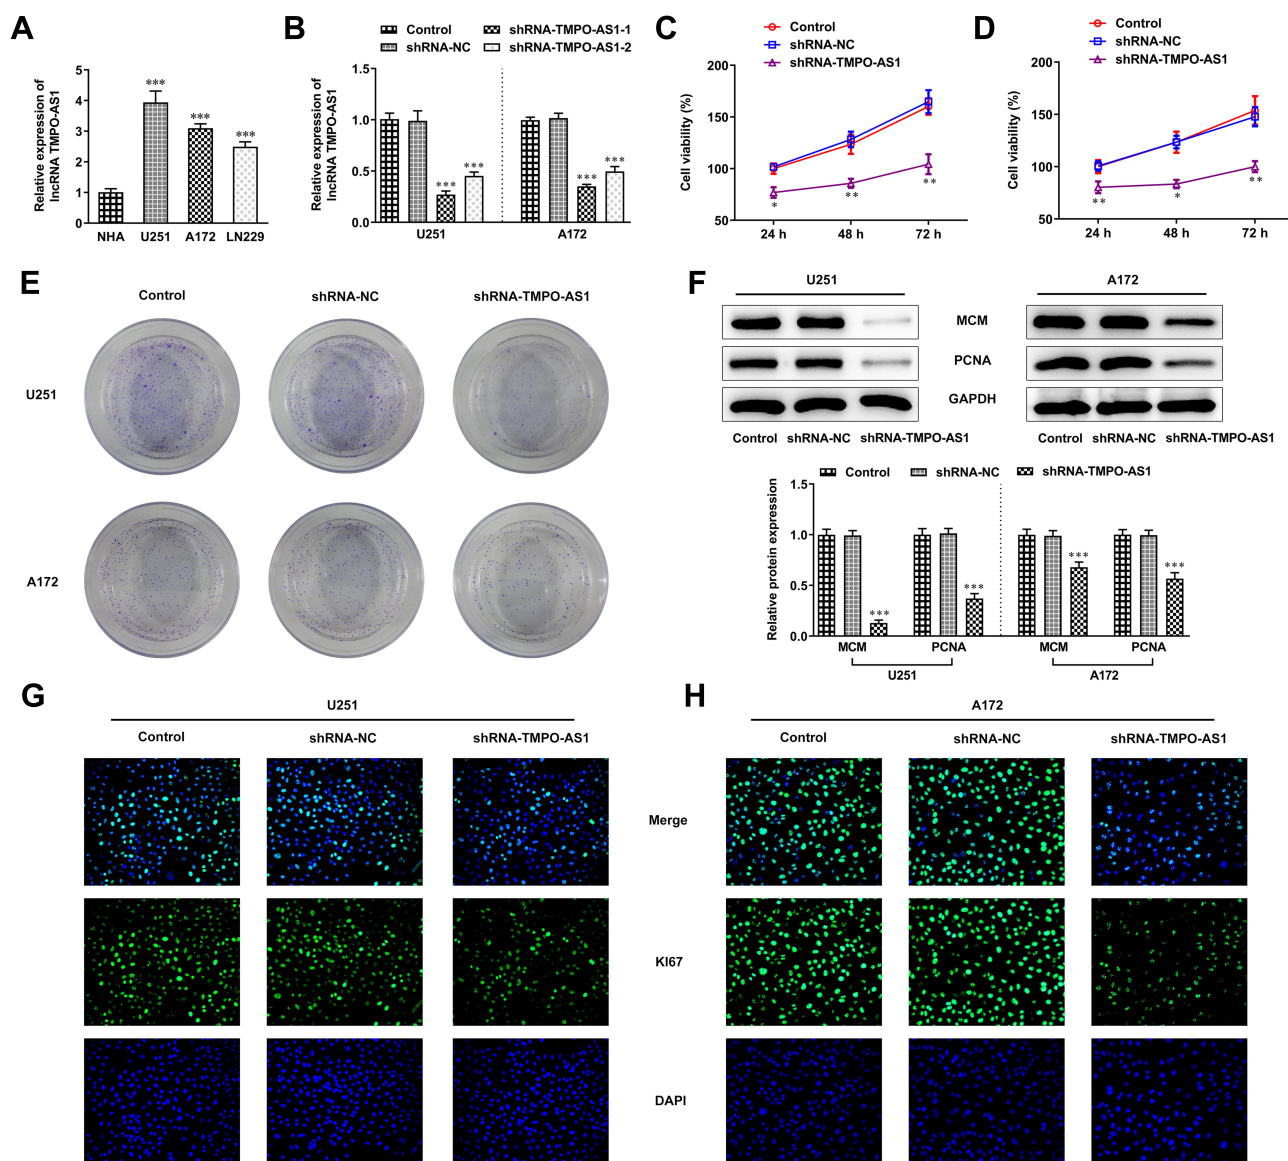 A
Relative expression of
lncRNA TMPO-AS1
5
4
3
2
1
0
***
***
***
NHA
U251
A172
LN229
B
Control
shRNA-NC
shRNA-TMPO-AS1-1
shRNA-TMPO-AS1-2
Relative expression of
lncRNA TMPO-AS1
1.5
1.0
0.5
0.0
***
***
***
***
U251
A172
C
Control
shRNA-NC
shRNA-TMPO-AS1
Cell viability (%)
200
150
100
50
*
**
**
24 h
48 h
72 h
D
Control
shRNA-NC
shRNA-TMPO-AS1
Cell viability (%)
200
150
100
50
**
*
**
24 h
48 h
72 h
E
Control
shRNA-NC
shRNA-TMPO-AS1
U251
A172
F
U251
A172
MCM
PCNA
GAPDH
Control
shRNA-NC
shRNA-TMPO-AS1
Control
shRNA-NC
shRNA-TMPO-AS1
Control
shRNA-NC
shRNA-TMPO-AS1
Relative protein expression
1.5
1.0
0.5
0.0
***
***
***
***
MCM
PCNA
MCM
PCNA
U251
A172
G
U251
Control
shRNA-NC
shRNA-TMPO-AS1
H
A172
Control
shRNA-NC
shRNA-TMPO-AS1
Merge
KI67
DAPI